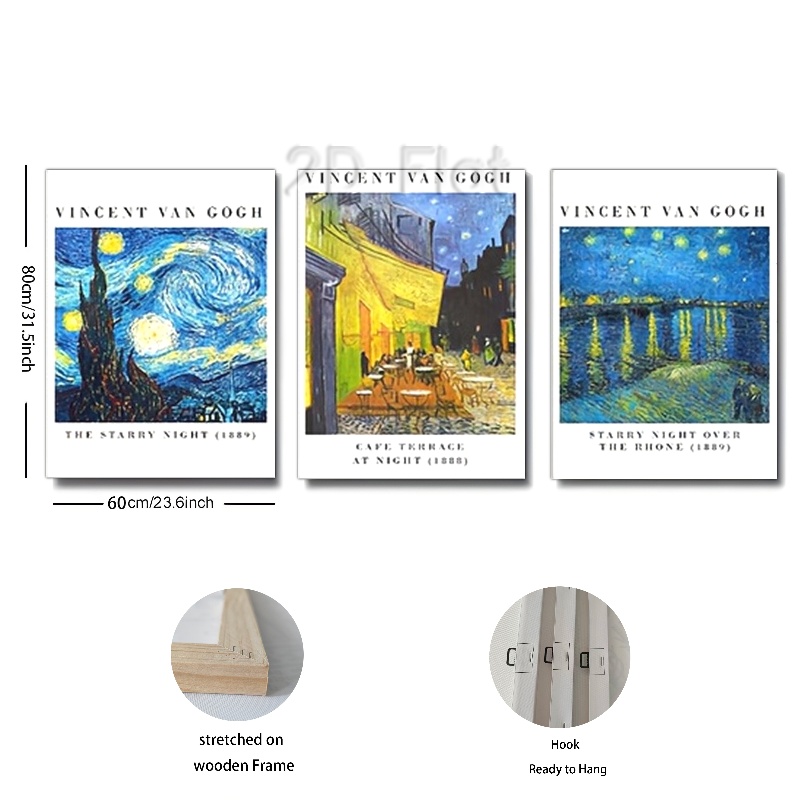 2D Flat
VINCENT VAN GOGH
VINCENT VAN GOGH
VINCENT VAN GOGH
80cm/31.5inch
THE STARRY NIGHT (1889)
CAFE TERRACE
AT NIGHT (1888)
STARRY NIGHT OVER
THE RHONE (1889)
60cm/23.6inch
stretched on
wooden Frame
Hook
Ready to Hang